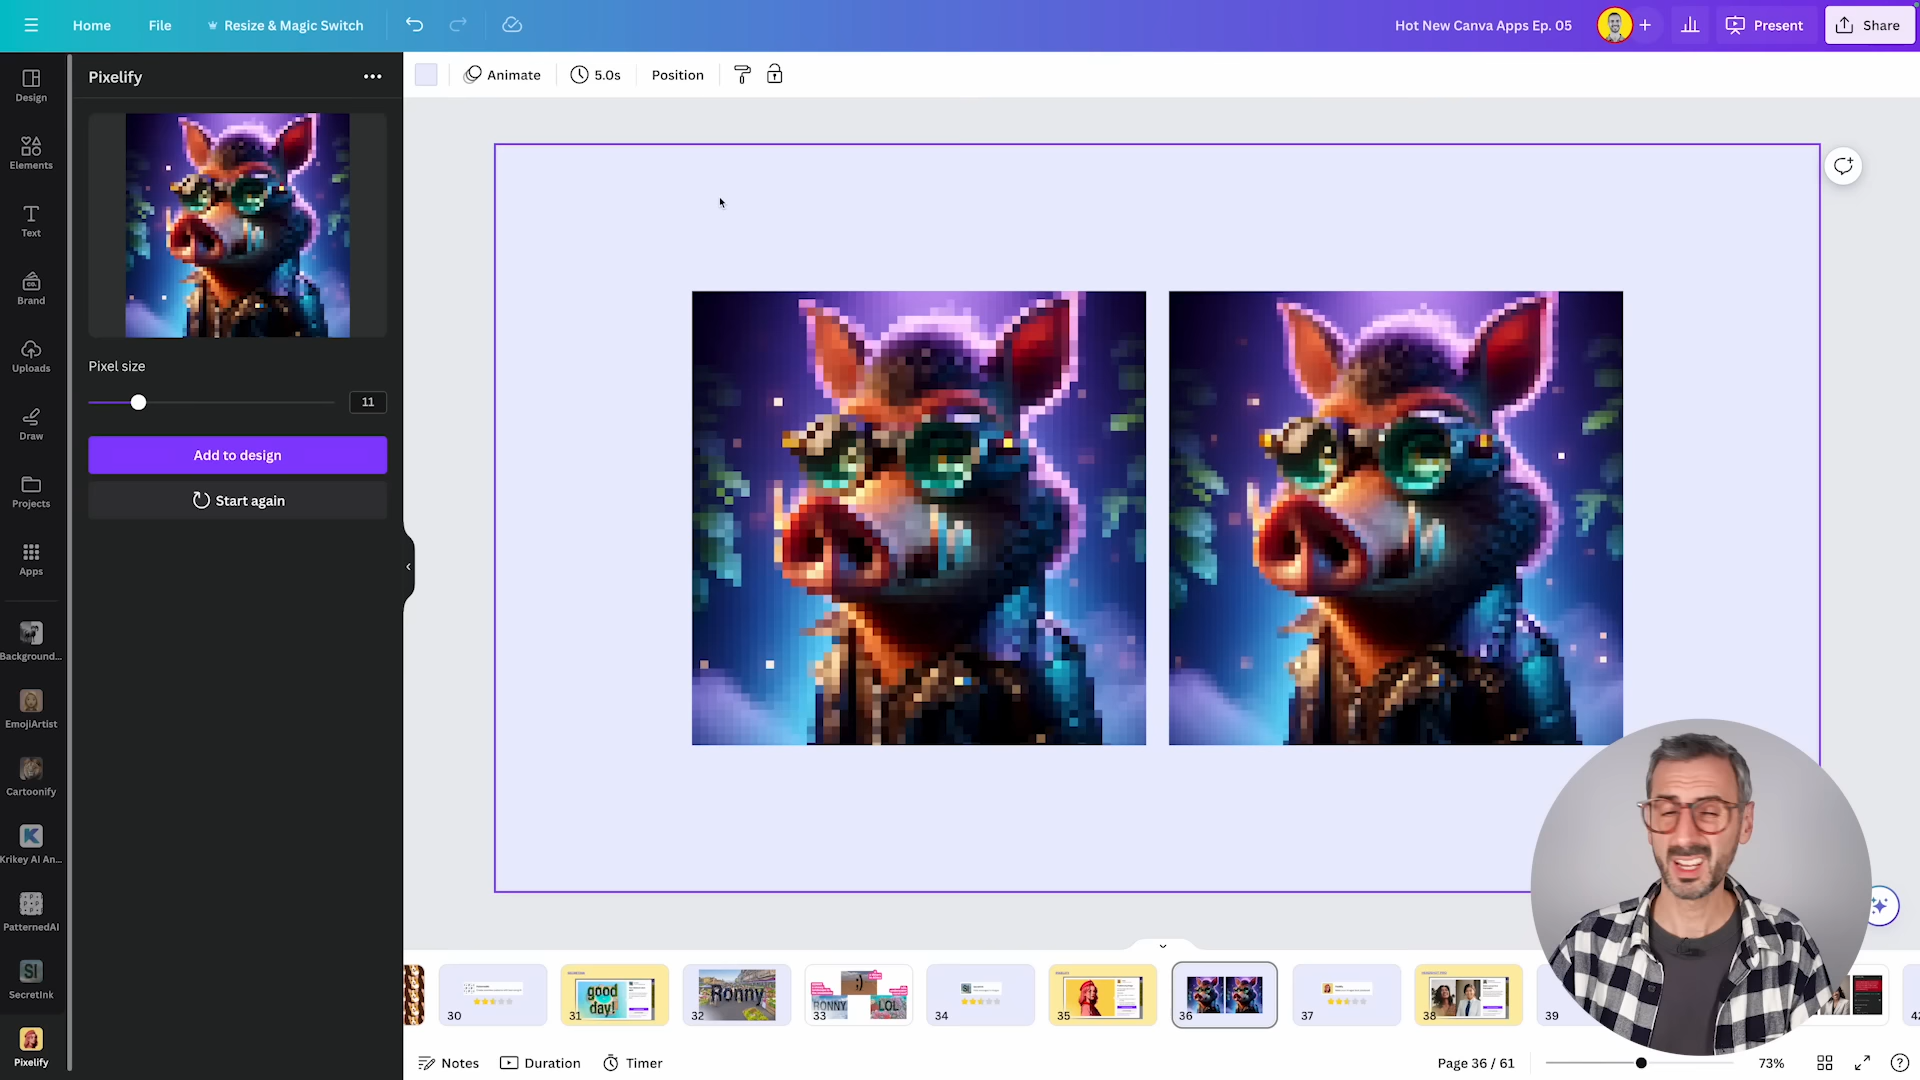 Home
File
Resize & Magic Switch
Hot New Canva Apps Ep. 05
Present
Share
Design
Elements
Text
Brand
Uploads
Draw
Projects
Apps
Background...
EmojiArtist
Cartoonify
Krikey AI An...
PatternedAI
SecretInk
Pixelify
Pixelify
Pixel size
11
Add to design
Start again
Animate
5.0s
Position
30
good
day!
31
Ronny
32
RONNY
LOL
33
34
35
36
37
38
39
42
Notes
Duration
Timer
Page 36 / 61
73%